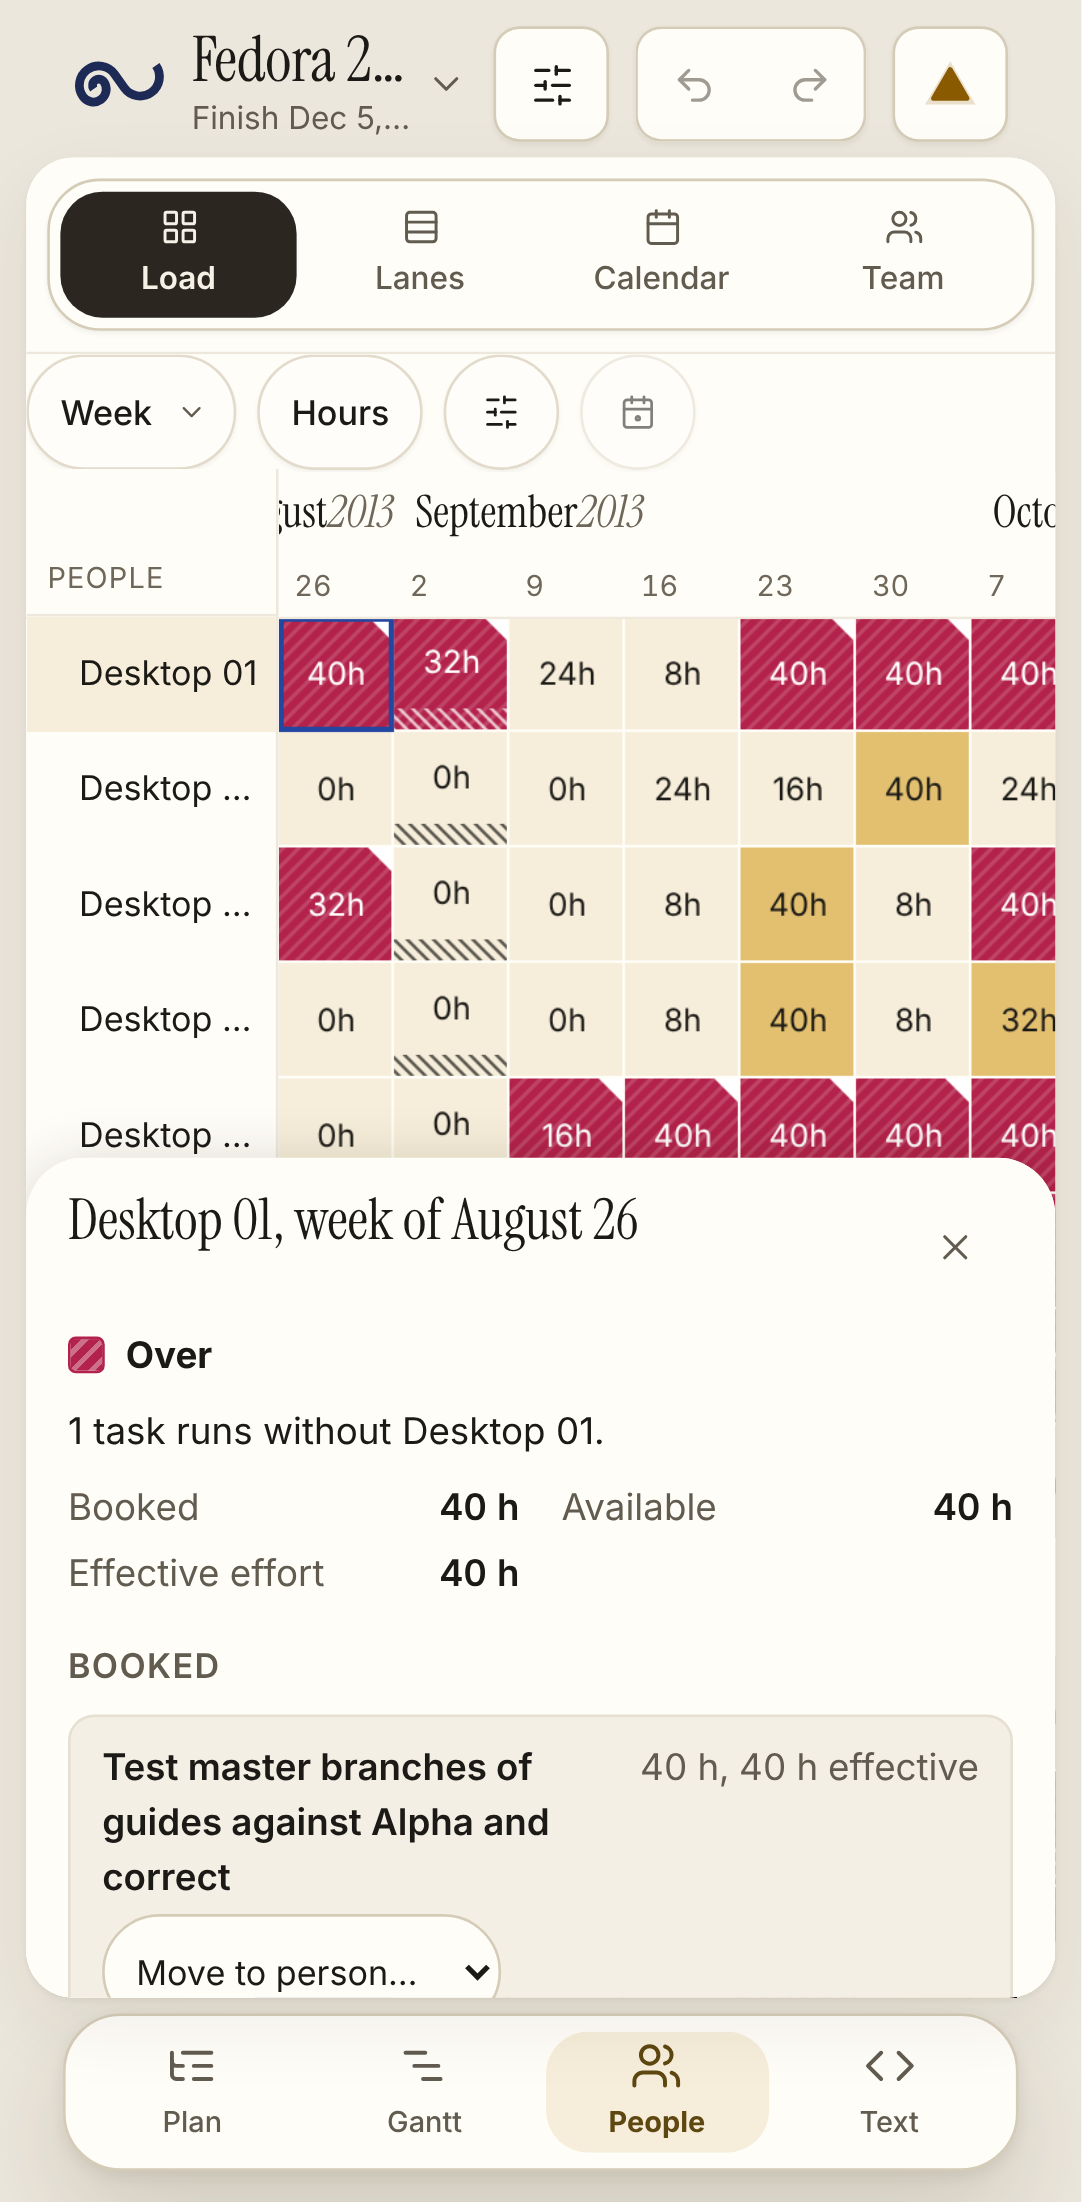 Fedora 2...
Finish Dec 5,...
Load
Lanes
Calendar
Team
Week
Hours
gust 2013 September 2013 Octo
PEOPLE
26 2 9 16 23 30 7
Desktop 01 40h 32h 24h 8h 40h 40h 40h
Desktop ... 0h 0h 0h 24h 16h 40h 24h
Desktop ... 32h 0h 0h 8h 40h 8h 40h
Desktop ... 0h 0h 0h 8h 40h 8h 32h
Desktop ... 0h 0h 16h 40h 40h 40h 40h
Desktop 01, week of August 26
Over
1 task runs without Desktop 01.
Booked 40 h Available 40 h
Effective effort 40 h
BOOKED
Test master branches of 40 h, 40 h effective
guides against Alpha and
correct
Move to person...
Plan
Gantt
People
Text